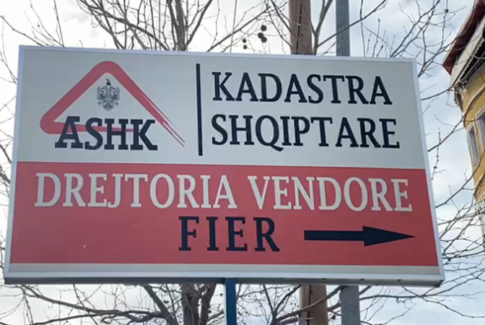 ASHK
KADASTRA
SHQIPTARE
DREJTORIA VENDORE
FIER